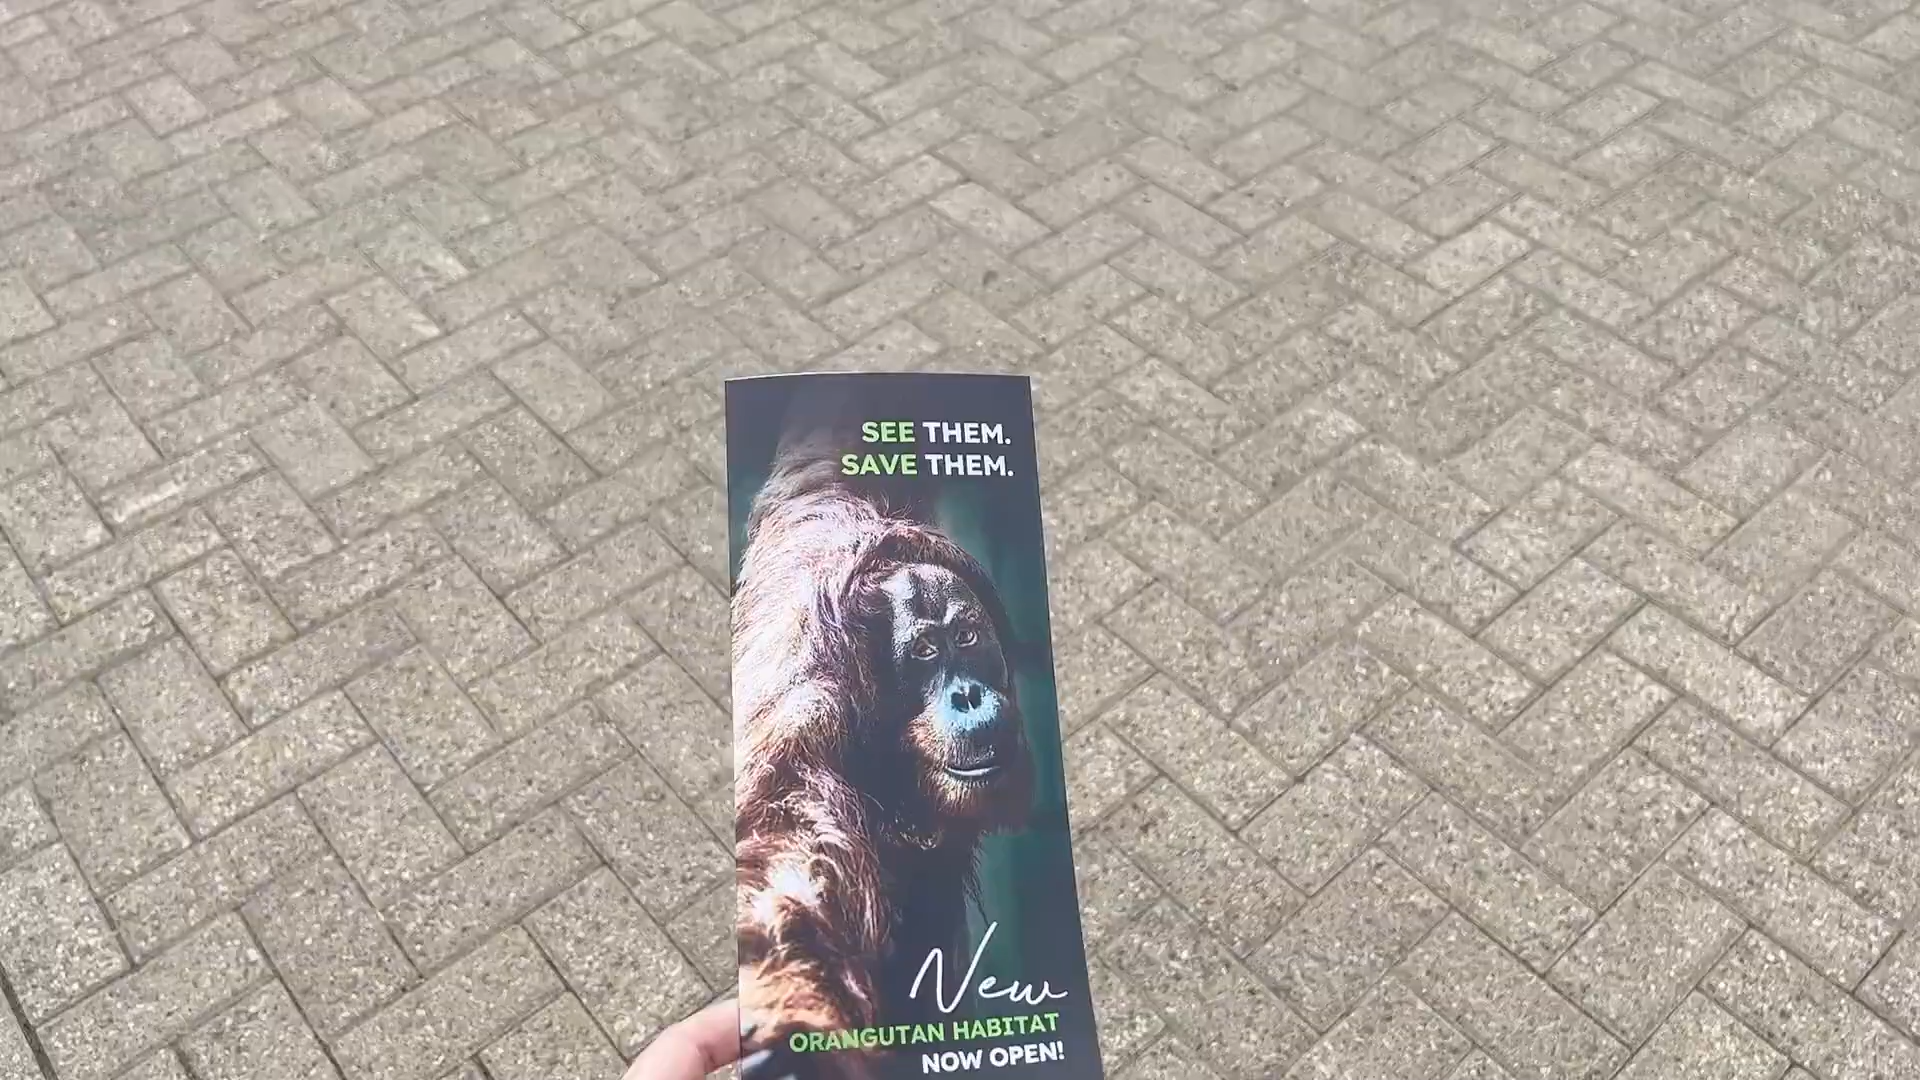 SEE THEM.
SAVE THEM.
New
ORANGUTAN HABITAT
NOW OPEN!